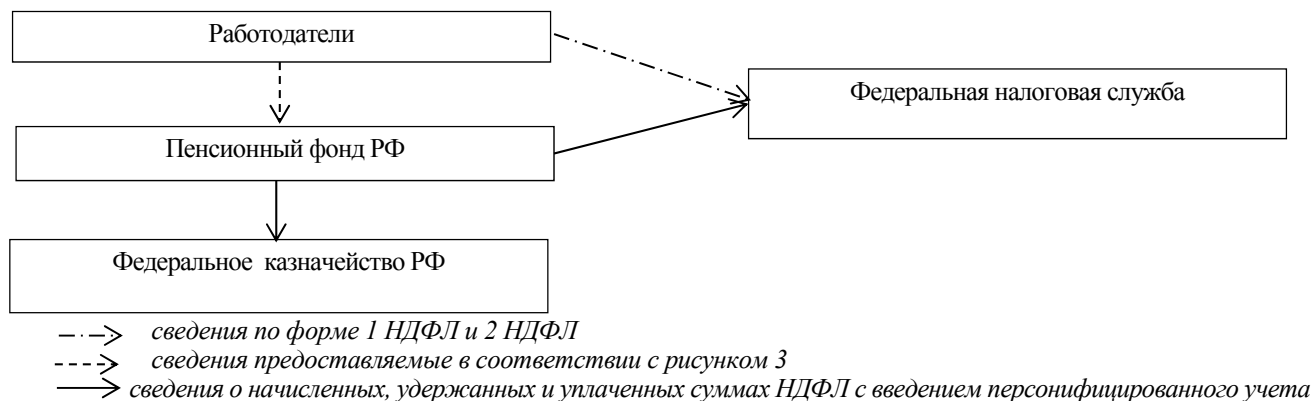 Работодатели
Федеральная налоговая служба
Пенсионный фонд РФ
Федеральное казначейство РФ
сведения по форме 1 НДФЛ и 2 НДФЛ
сведения предоставляемые в соответствии с рисунком 3
сведения о начисленных, удержанных и уплаченных суммах НДФЛ с введением персонифицированного учета